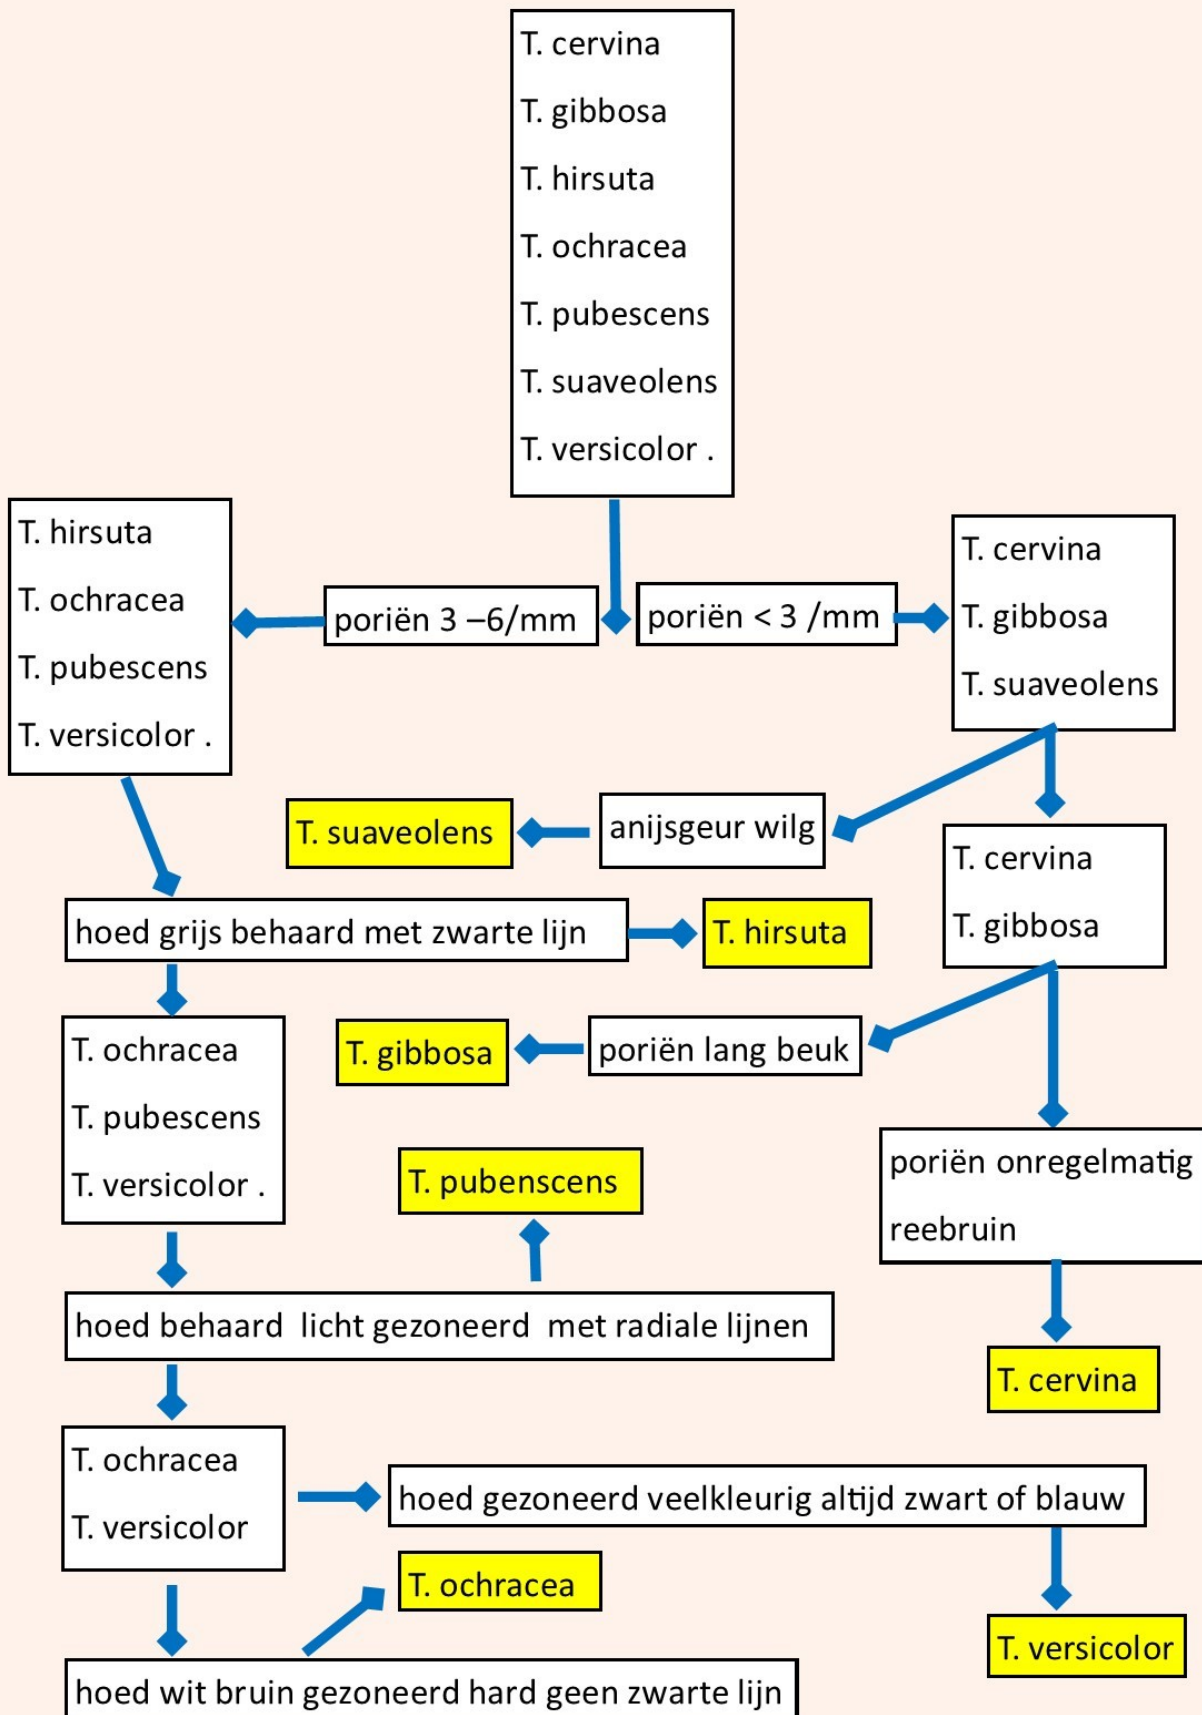 T. cervina
T. gibbosa
T. hirsuta
T. ochracea
T. pubescens
T. suaveolens
T. versicolor .
T. hirsuta
T. ochracea
T. pubescens
T. versicolor .
poriën 3 –6/mm
poriën < 3 /mm
T. cervina
T. gibbosa
T. suaveolens
T. suaveolens
anijsgeur wilg
T. cervina
T. gibbosa
hoed grijs behaard met zwarte lijn
T. hirsuta
T. ochracea
T. pubescens
T. versicolor .
T. gibbosa
poriën lang beuk
T. pubenscens
poriën onregelmatig
reebruin
hoed behaard licht gezoneerd met radiale lijnen
T. cervina
T. ochracea
T. versicolor
hoed gezoneerd veelkleurig altijd zwart of blauw
T. ochracea
T. versicolor
hoed wit bruin gezoneerd hard geen zwarte lijn